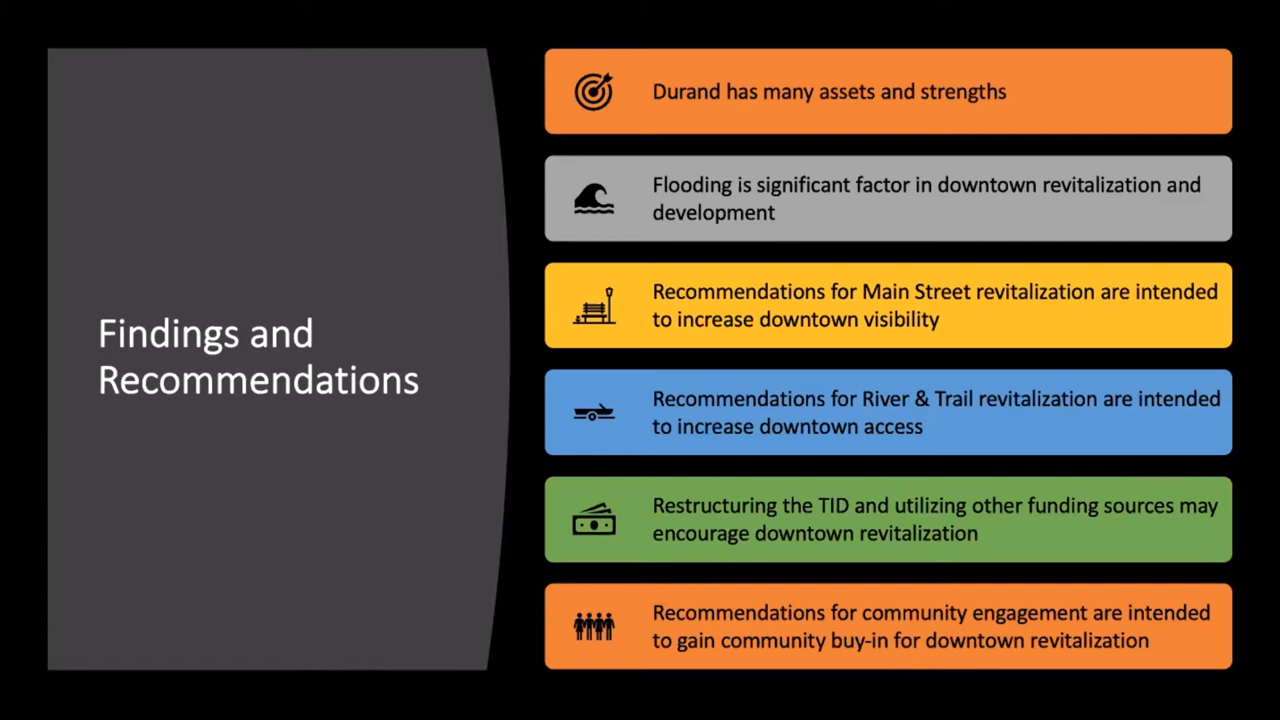 Findings and
Recommendations
Durand has many assets and strengths
Flooding is significant factor in downtown revitalization and
development
Recommendations for Main Street revitalization are intended
to increase downtown visibility
Recommendations for River & Trail revitalization are intended
to increase downtown access
Restructuring the TID and utilizing other funding sources may
encourage downtown revitalization
Recommendations for community engagement are intended
to gain community buy-in for downtown revitalization